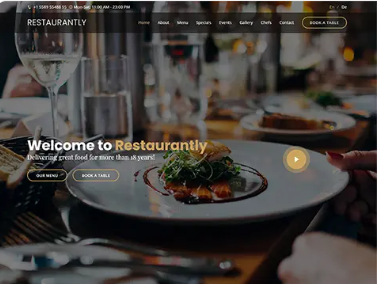 +1 5589 55488 55 Mon-Sat: 11:00 AM - 23:00 PM
En / De
RESTAURANTLY
Home About Menu Specials Events Gallery Chefs Contact BOOK A TABLE
Welcome to Restaurantly
Delivering great food for more than 18 years!
OUR MENU BOOK A TABLE